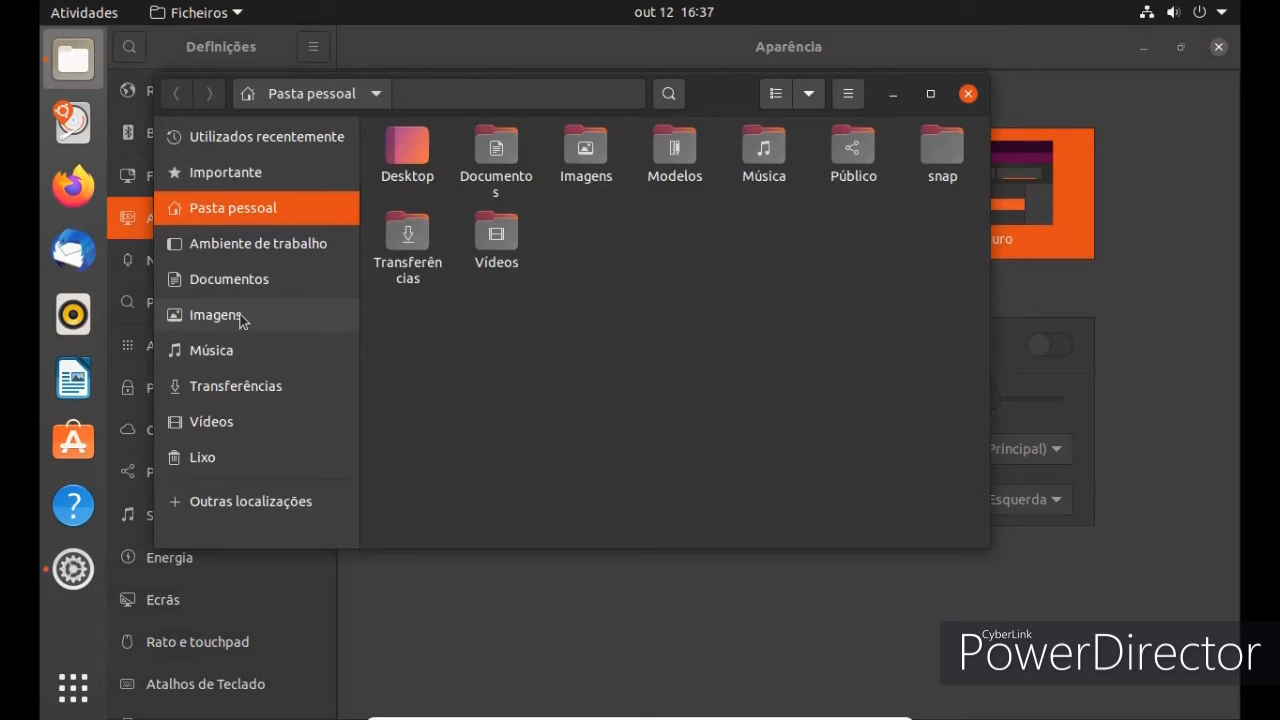 Atividades
Ficheiros
out 12 16:37
Definições
Aparência
Pasta pessoal
Utilizados recentemente
Importante
Pasta pessoal
Ambiente de trabalho
Documentos
Imagens
Música
Transferências
Vídeos
Lixo
Outras localizações
Desktop
Documento
s
Imagens
Modelos
Música
Público
snap
Transferên
cias
Vídeos
uro
Principal)
Esquerda
Energia
Ecrãs
Rato e touchpad
Atalhos de Teclado
CyberLink
PowerDirector